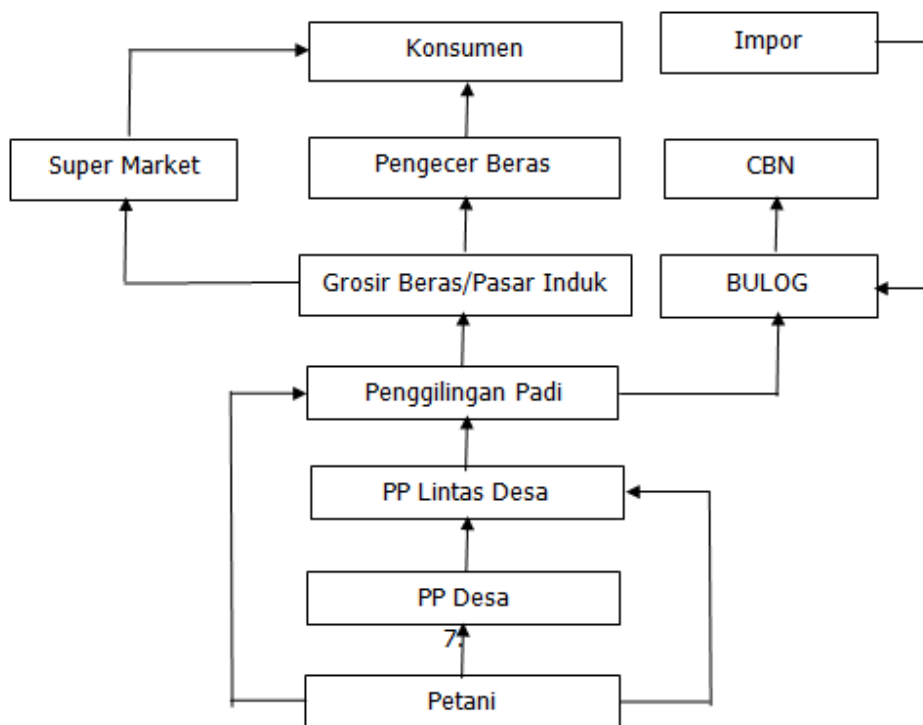 Konsumen
Impor
Super Market
Pengecer Beras
CBN
Grosir Beras/Pasar Induk
BULOG
Penggilingan Padi
PP Lintas Desa
PP Desa
7.
Petani